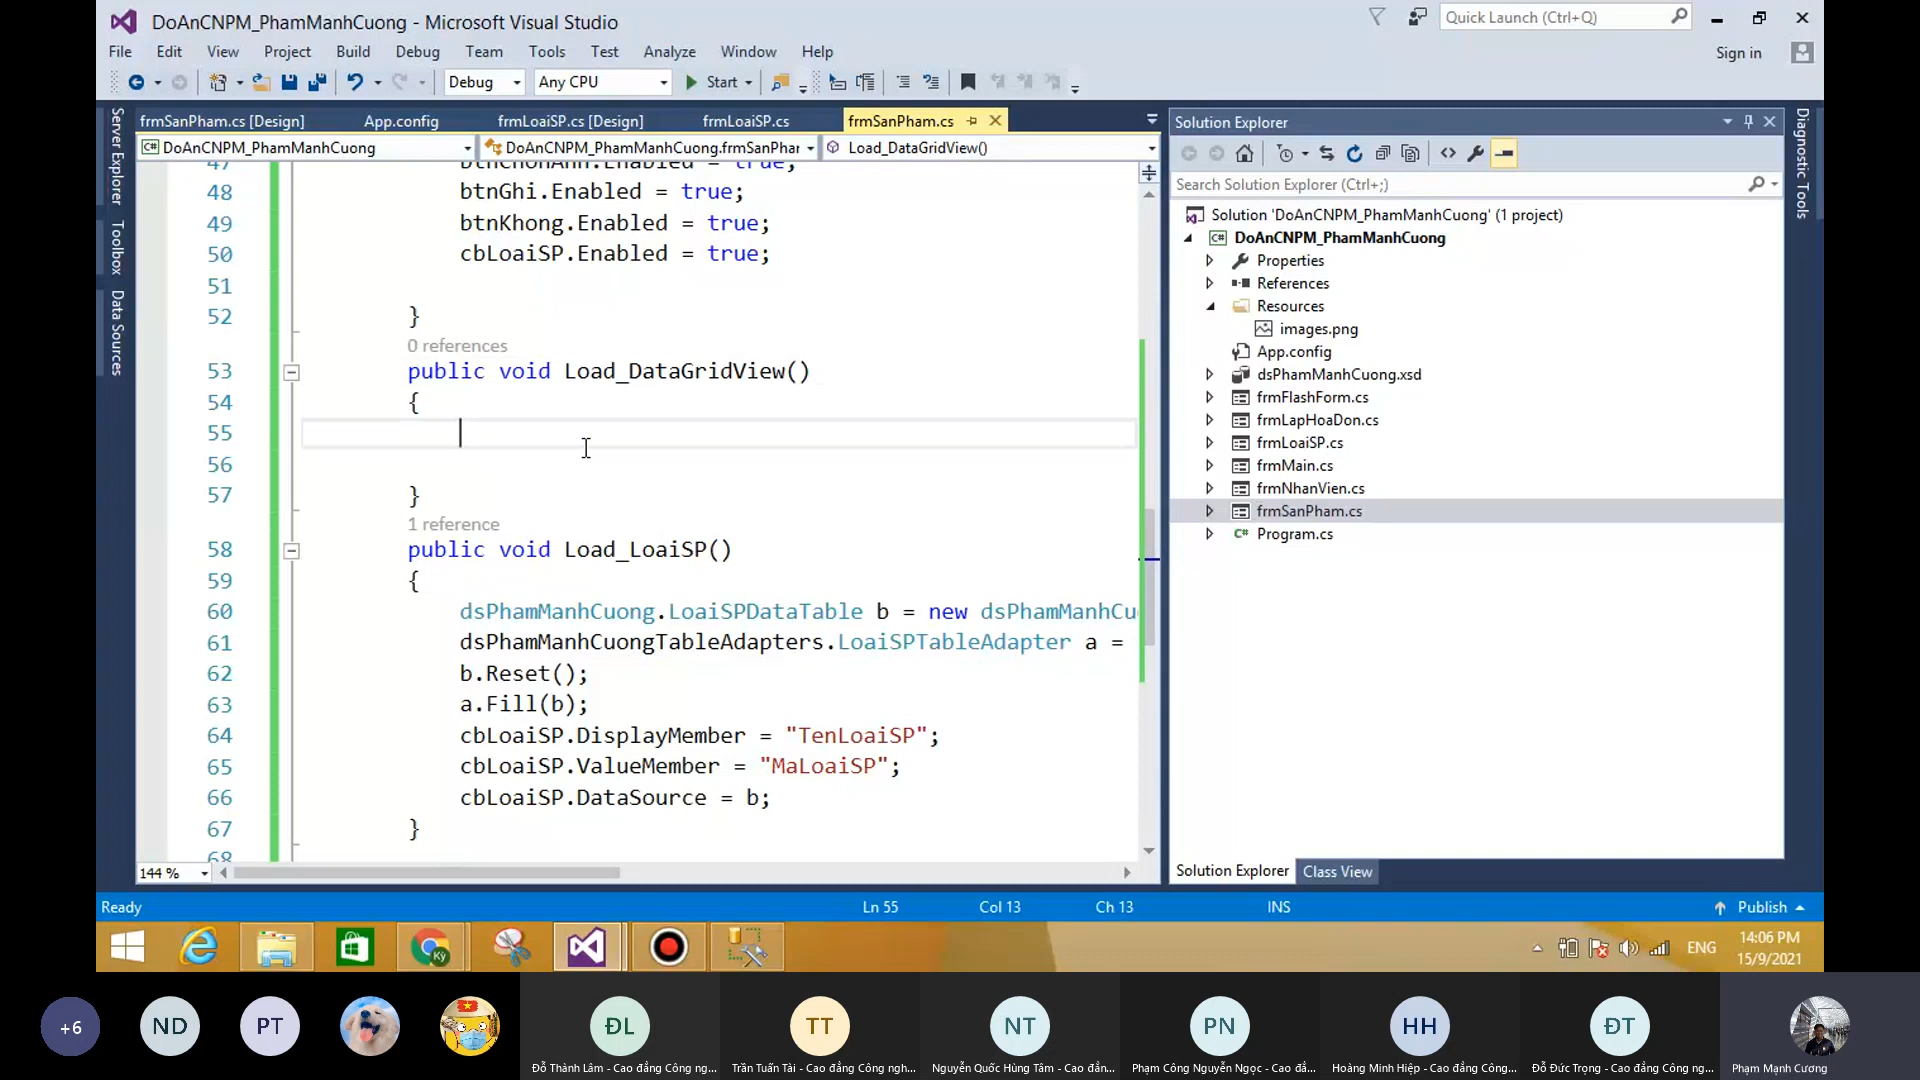 DoAnCNPM_PhamManhCuong - Microsoft Visual Studio
Quick Launch (Ctrl+Q)
File Edit View Project Build Debug Team Tools Test Analyze Window Help
Sign in
Debug Any CPU Start
Server Explorer
Toolbox
Data Sources
frmSanPham.cs [Design] App.config frmLoaiSP.cs [Design] frmLoaiSP.cs frmSanPham.cs
DoAnCNPM_PhamManhCuong DoAnCNPM_PhamManhCuong.frmSanPhar Load_DataGridView()
47 btnChonAnh.Enabled = true;
48 btnGhi.Enabled = true;
49 btnKhong.Enabled = true;
50 cbLoaiSP.Enabled = true;
51
52 }
0 references
53 public void Load_DataGridView()
54 {
55
56
57 }
1 reference
58 public void Load_LoaiSP()
59 {
60 dsPhamManhCuong.LoaiSPDataTable b = new dsPhamManhCu
61 dsPhamManhCuongTableAdapters.LoaiSPTableAdapter a =
62 b.Reset();
63 a.Fill(b);
64 cbLoaiSP.DisplayMember = "TenLoaiSP";
65 cbLoaiSP.ValueMember = "MaLoaiSP";
66 cbLoaiSP.DataSource = b;
67 }
68
144 %
Solution Explorer
Search Solution Explorer (Ctrl+;)
Solution 'DoAnCNPM_PhamManhCuong' (1 project)
DoAnCNPM_PhamManhCuong
Properties
References
Resources
images.png
App.config
dsPhamManhCuong.xsd
frmFlashForm.cs
frmLapHoaDon.cs
frmLoaiSP.cs
frmMain.cs
frmNhanVien.cs
frmSanPham.cs
Program.cs
Solution Explorer Class View
Diagnostic Tools
Ready Ln 55 Col 13 Ch 13 INS Publish
Kỳ
ENG
14:06 PM
15/9/2021
+6 ND PT ĐL TT NT PN HH ĐT
Đỗ Thành Lâm - Cao đẳng Công ng...
Trần Tuấn Tài - Cao đẳng Công ngh...
Nguyễn Quốc Hùng Tâm - Cao đẳn...
Phạm Công Nguyễn Ngọc - Cao đẳ...
Hoàng Minh Hiệp - Cao đẳng Công...
Đỗ Đức Trọng - Cao đẳng Công ng...
Phạm Mạnh Cương